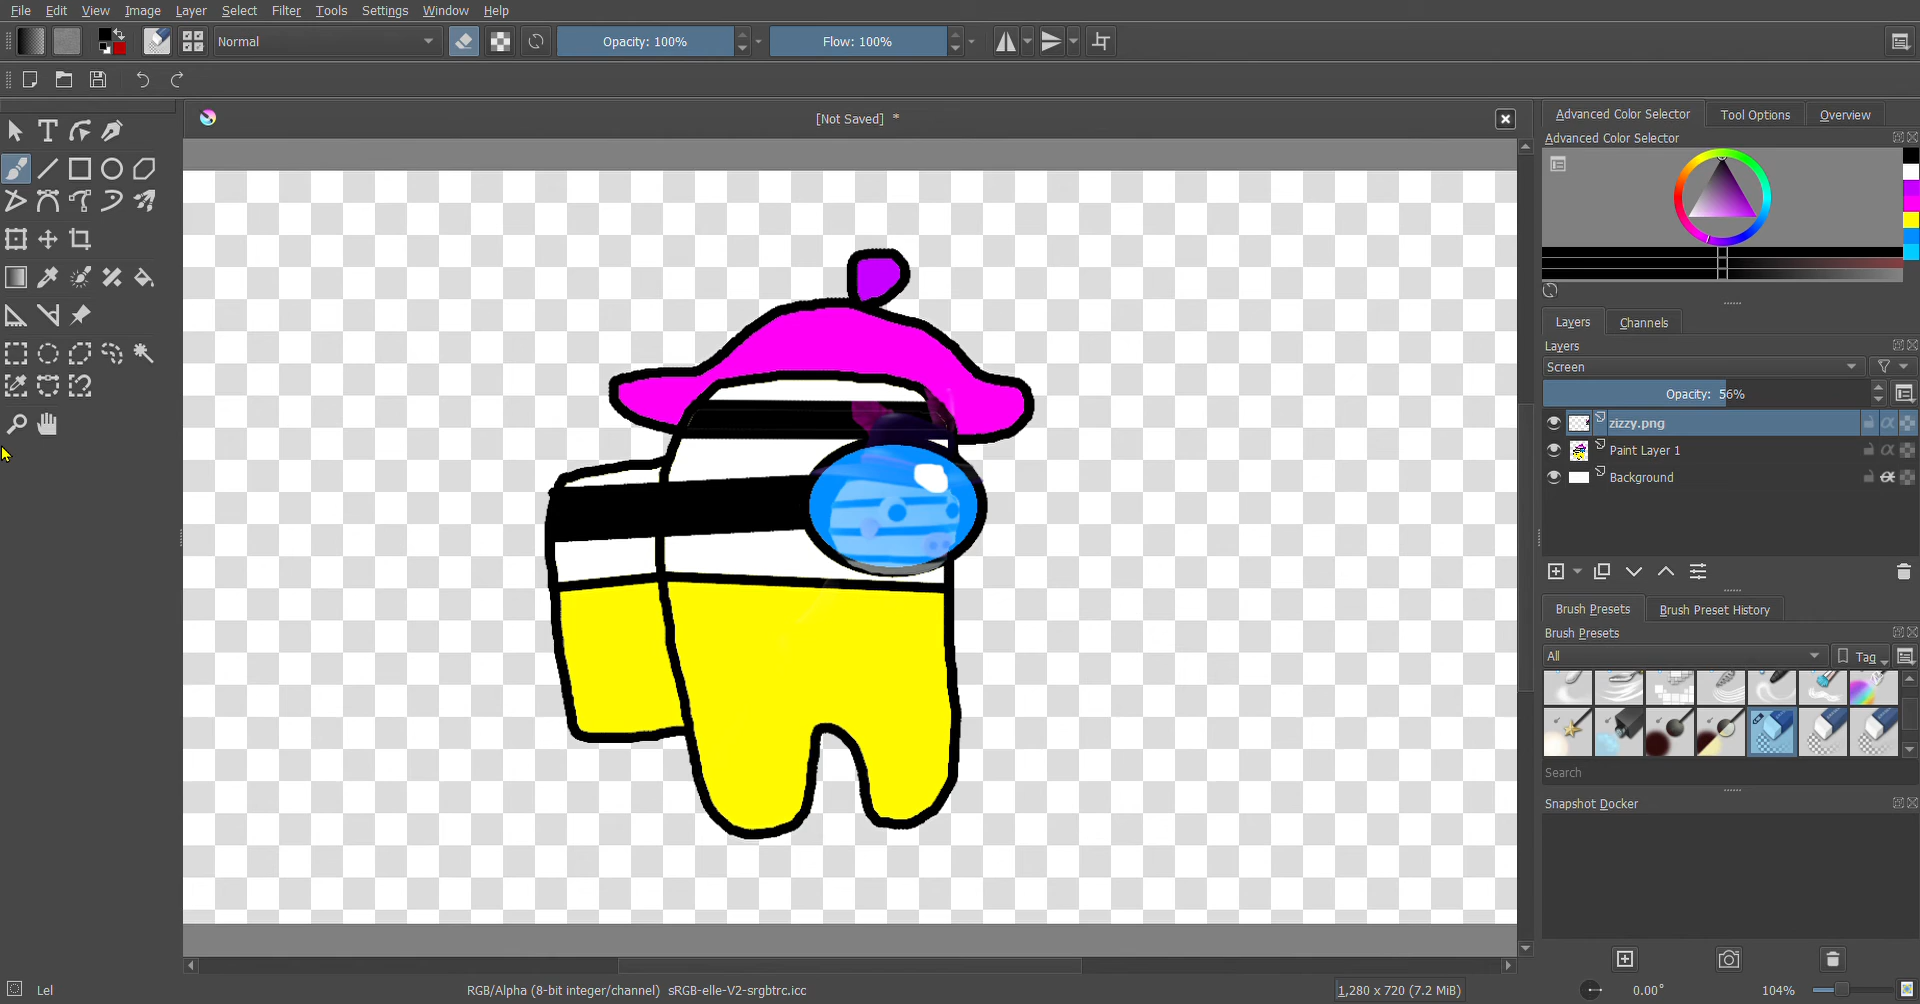 File Edit View Image Layer Select Filter Tools Settings Window Help
Normal Opacity: 100% Flow: 100%
[Not Saved] *
Advanced Color Selector Tool Options Overview
Advanced Color Selector
Layers Channels
Layers
Screen
Opacity: 56%
zizzy.png
Paint Layer 1
Background
Brush Presets Brush Preset History
Brush Presets
All Tag
Search
Snapshot Docker
Lel RGB/Alpha (8-bit integer/channel) sRGB-elle-V2-srgbtrc.icc 1,280 x 720 (7.2 MiB) 0.00° 104%